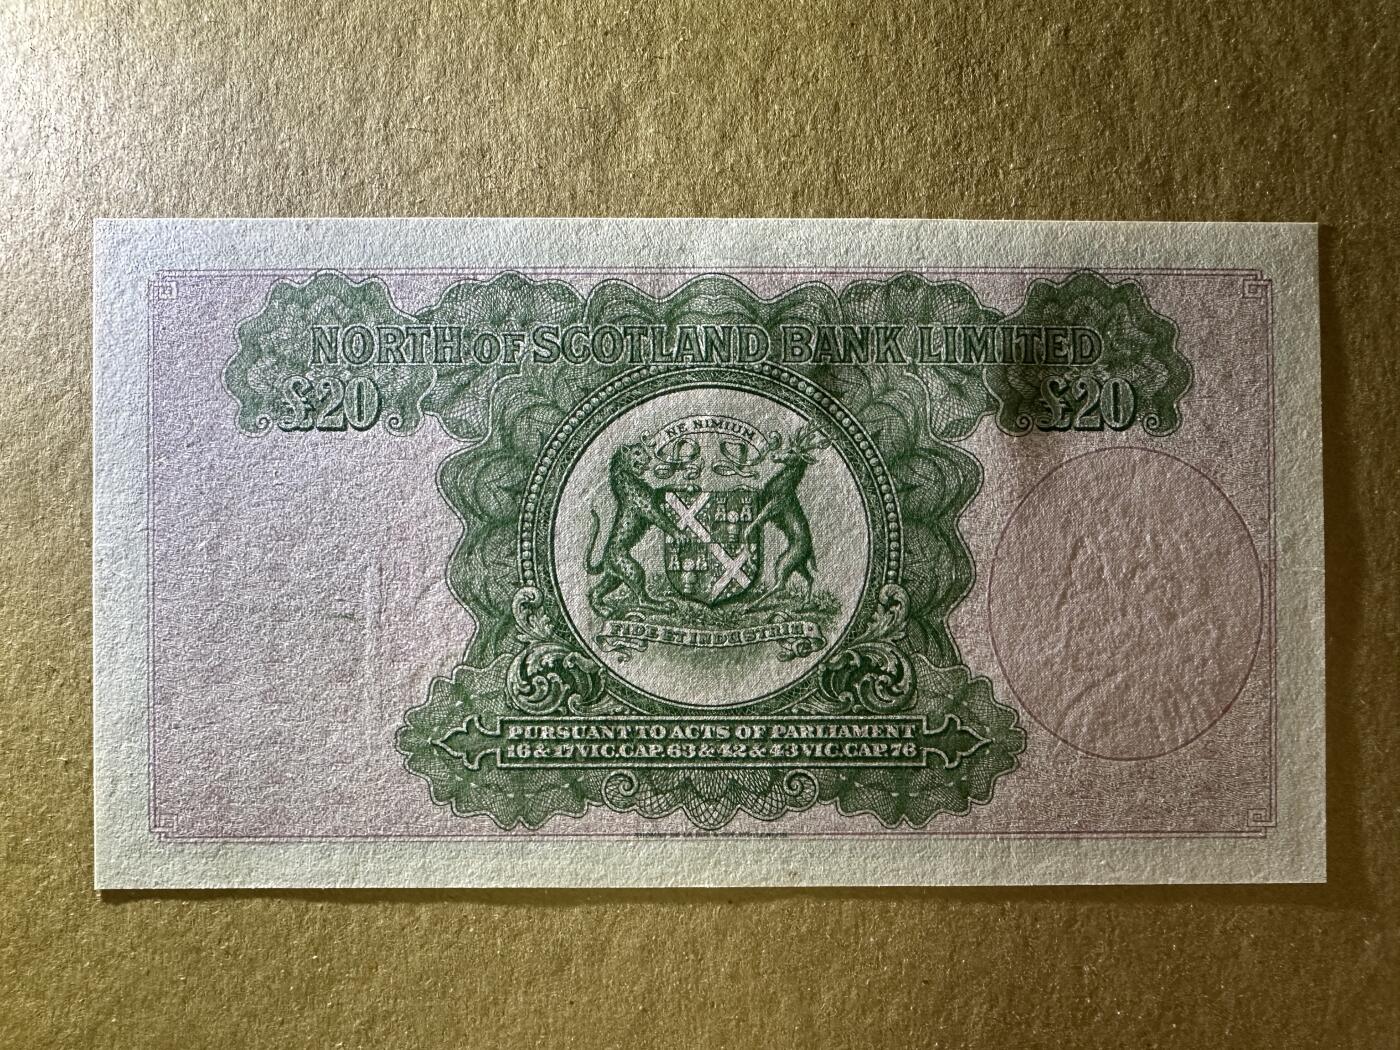 NORTH OF SCOTLAND BANK LIMITED
£20 £20
NE NIMIUM
FIDE ET INDUSTRIA
PURSUANT TO ACTS OF PARLIAMENT
16 & 17 VIC. CAP. 63 & 42 & 43 VIC. CAP. 76